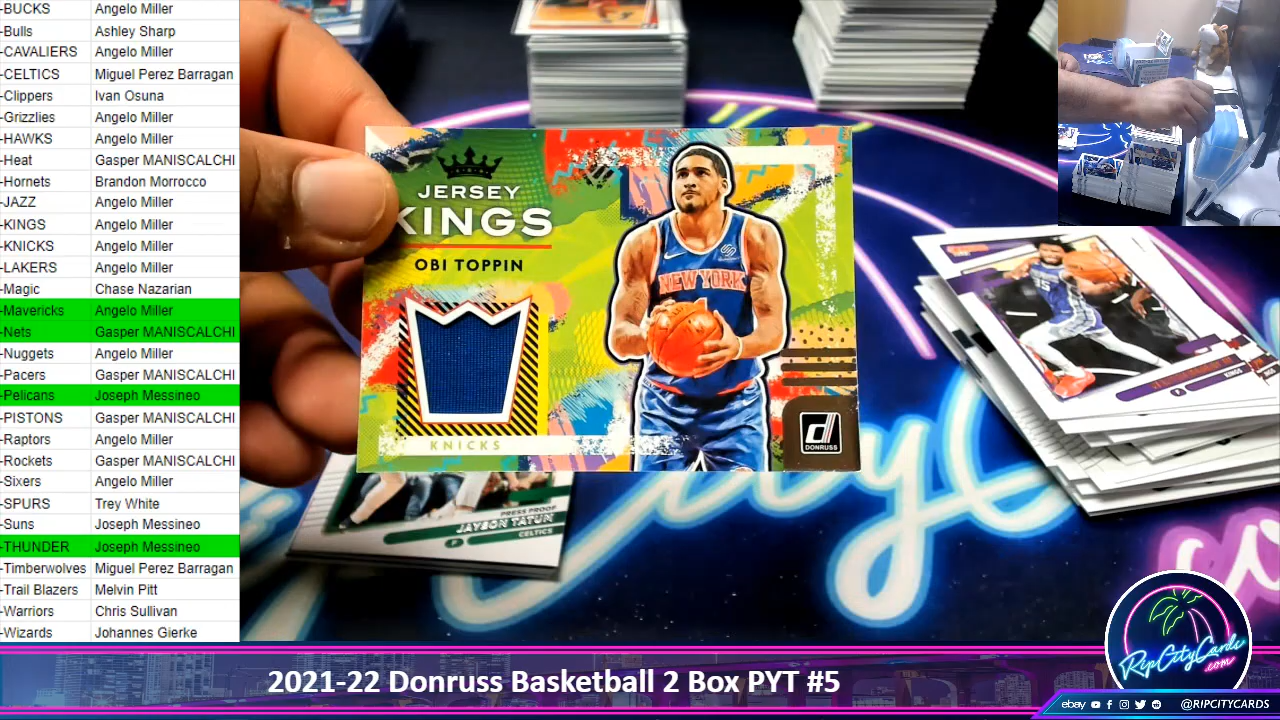 -BUCKS Angelo Miller
-Bulls Ashley Sharp
-CAVALIERS Angelo Miller
-CELTICS Miguel Perez Barragan
-Clippers Ivan Osuna
-Grizzlies Angelo Miller
-HAWKS Angelo Miller
-Heat Gasper MANISCALCHI
-Hornets Brandon Morrocco
-JAZZ Angelo Miller
-KINGS Angelo Miller
-KNICKS Angelo Miller
-LAKERS Angelo Miller
-Magic Chase Nazarian
-Mavericks Angelo Miller
-Nets Gasper MANISCALCHI
-Nuggets Angelo Miller
-Pacers Gasper MANISCALCHI
-Pelicans Joseph Messineo
-PISTONS Gasper MANISCALCHI
-Raptors Angelo Miller
-Rockets Gasper MANISCALCHI
-Sixers Angelo Miller
-SPURS Trey White
-Suns Joseph Messineo
-THUNDER Joseph Messineo
-Timberwolves Miguel Perez Barragan
-Trail Blazers Melvin Pitt
-Warriors Chris Sullivan
-Wizards Johannes Gierke
JERSEY
KINGS
OBI TOPPIN
NEW YORK
KNICKS
DONRUSS
PRESS PROOF
JAYSON TATUM
CELTICS
KINGS
RipCityCards
.com
2021-22 Donruss Basketball 2 Box PYT #5
ebay @RIPCITYCARDS